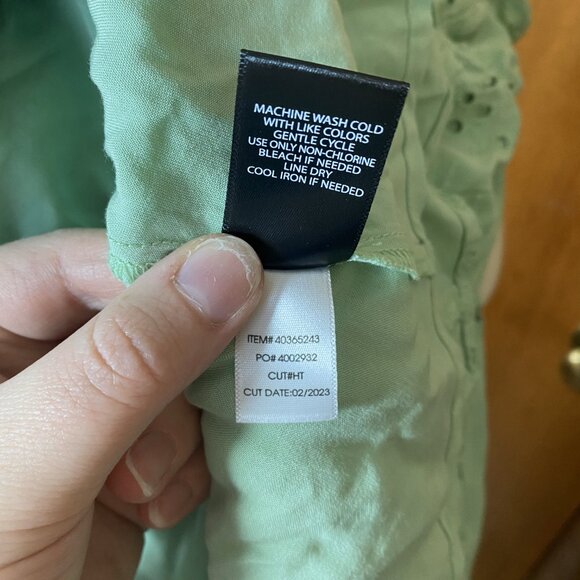 MACHINE WASH COLD
WITH LIKE COLORS
GENTLE CYCLE
USE ONLY NON-CHLORINE
BLEACH IF NEEDED
LINE DRY
COOL IRON IF NEEDED
ITEM# 40365243
PO# 4002932
CUT#HT
CUT DATE:02/2023